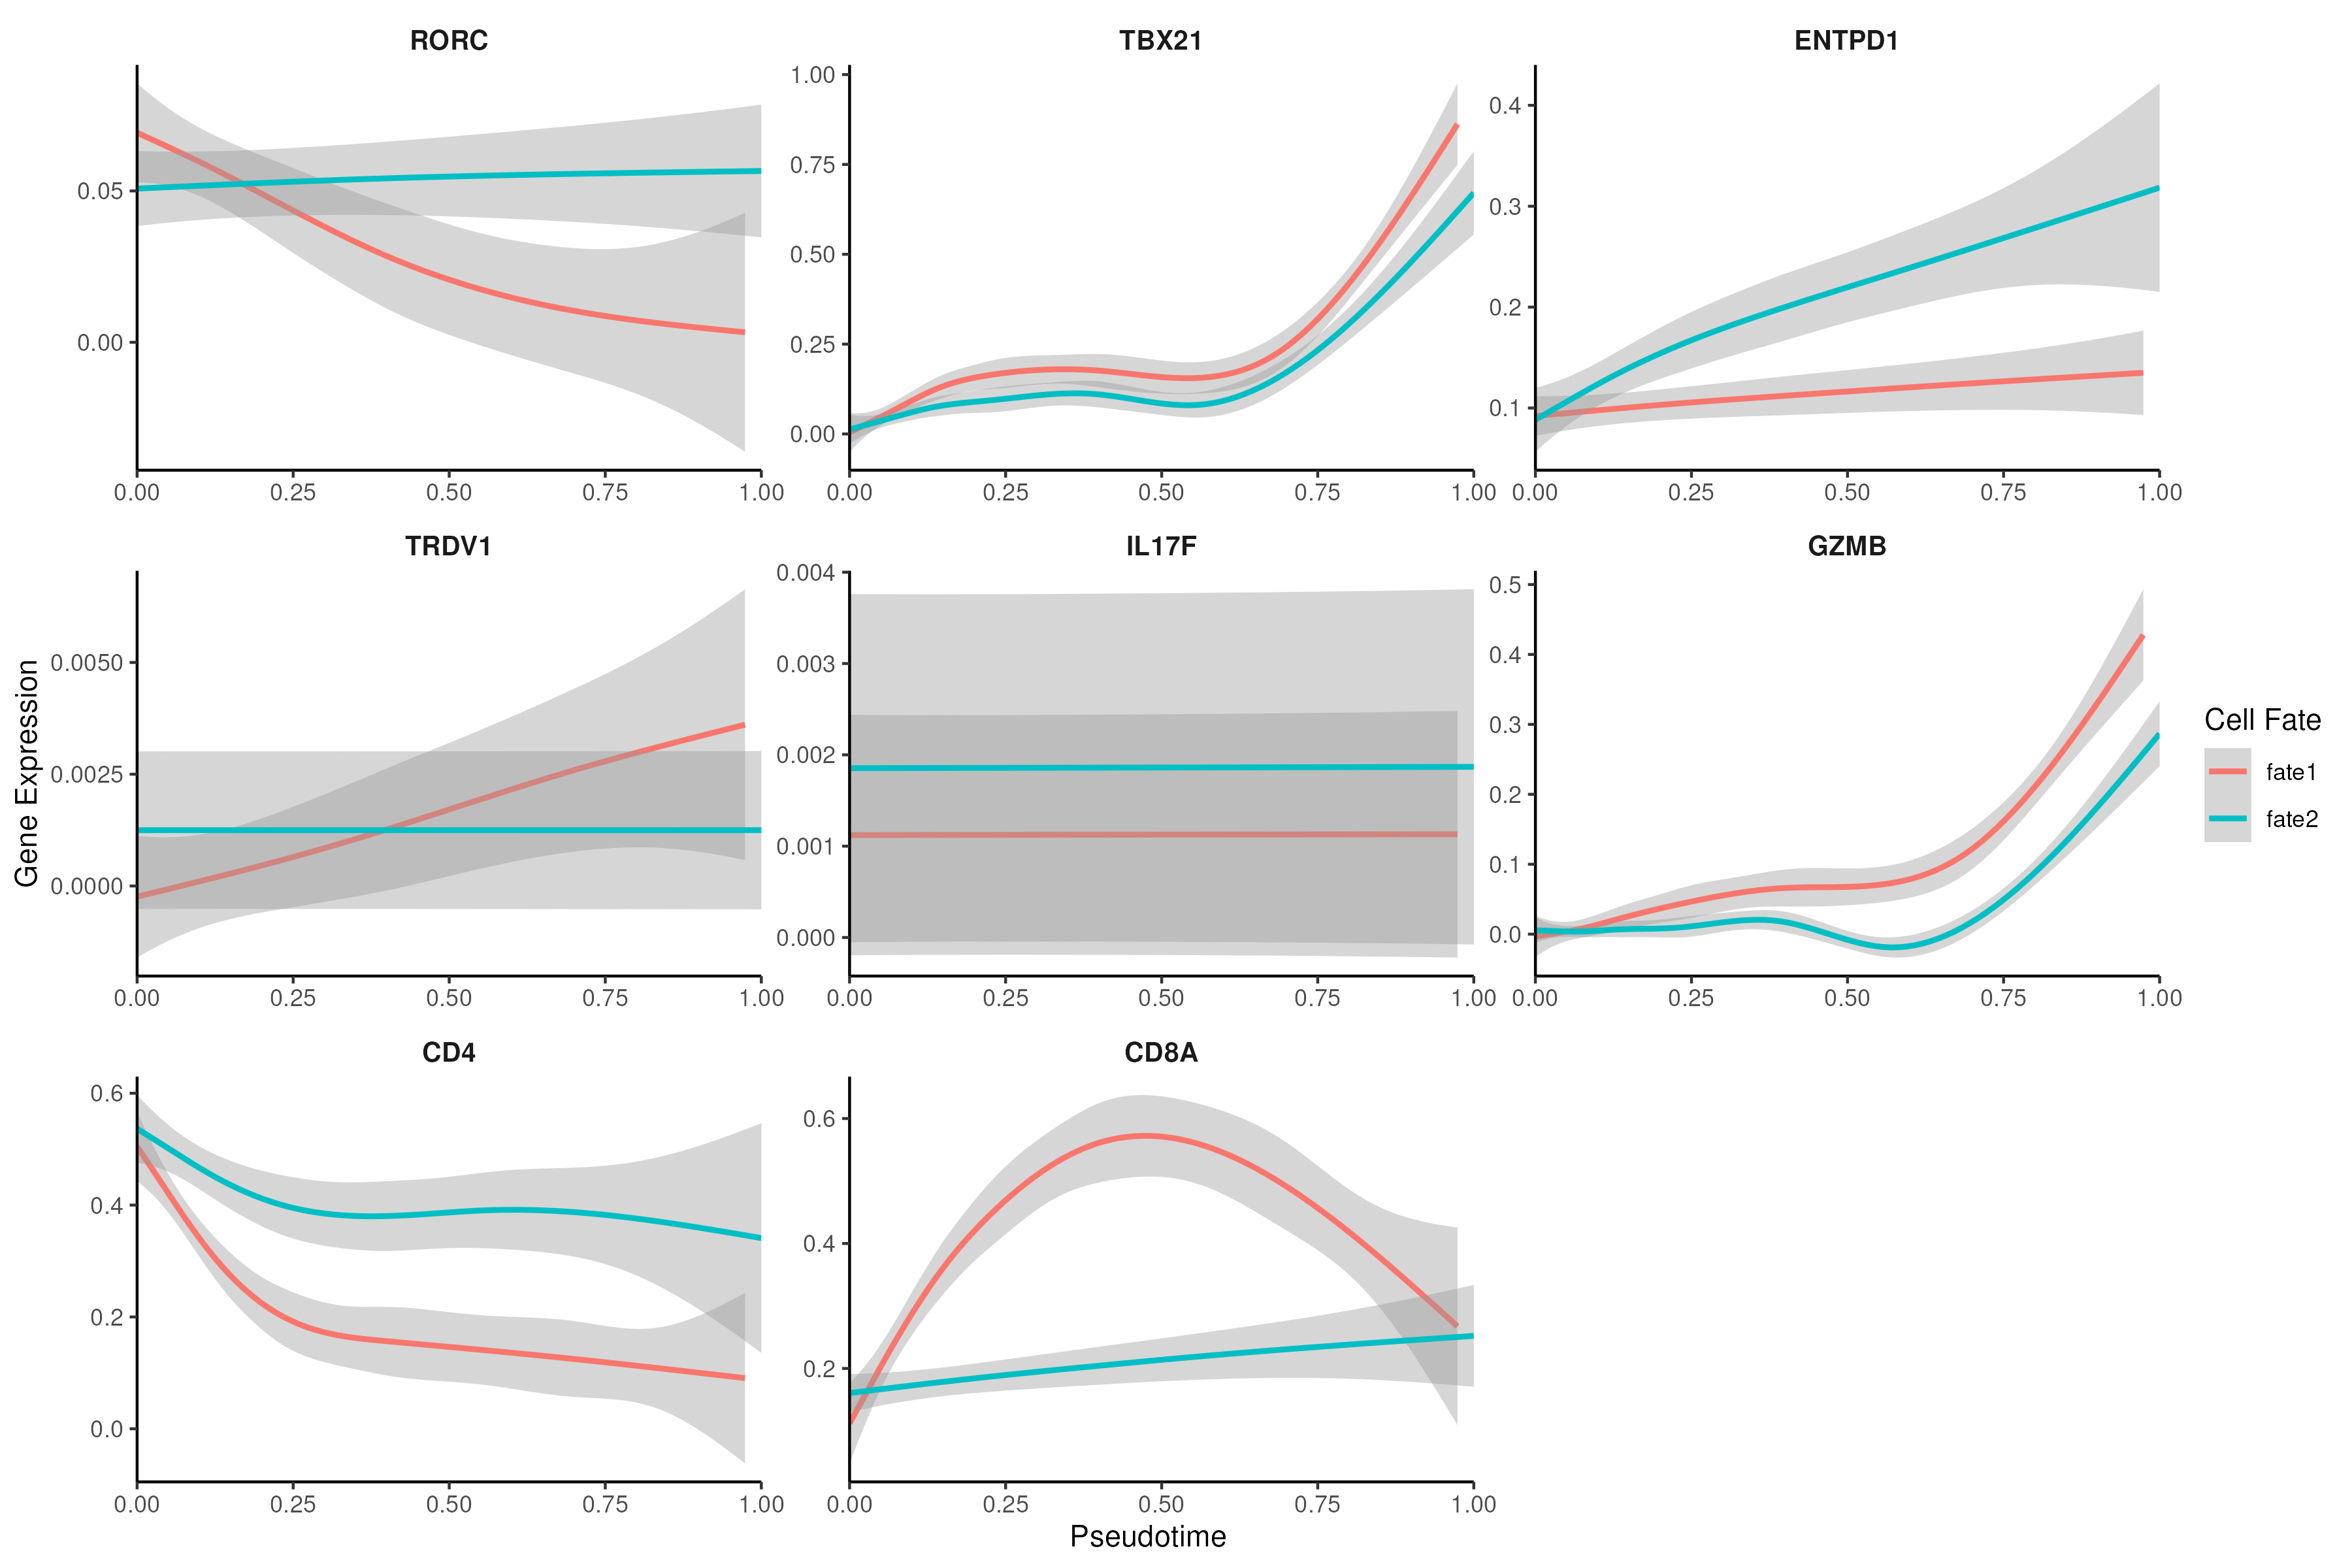 RORC TBX21 ENTPD1
0.05
0.00
0.00 0.25 0.50 0.75 1.00
1.00
0.75
0.50
0.25
0.00
0.00 0.25 0.50 0.75 1.00
0.4
0.3
0.2
0.1
0.00 0.25 0.50 0.75 1.00
TRDV1 IL17F GZMB
Gene Expression
0.0050
0.0025
0.0000
0.00 0.25 0.50 0.75 1.00
0.004
0.003
0.002
0.001
0.000
0.00 0.25 0.50 0.75 1.00
0.5
0.4
0.3
0.2
0.1
0.0
0.00 0.25 0.50 0.75 1.00
Cell Fate
fate1
fate2
CD4 CD8A
0.6
0.4
0.2
0.0
0.00 0.25 0.50 0.75 1.00
0.6
0.4
0.2
0.00 0.25 0.50 0.75 1.00
Pseudotime